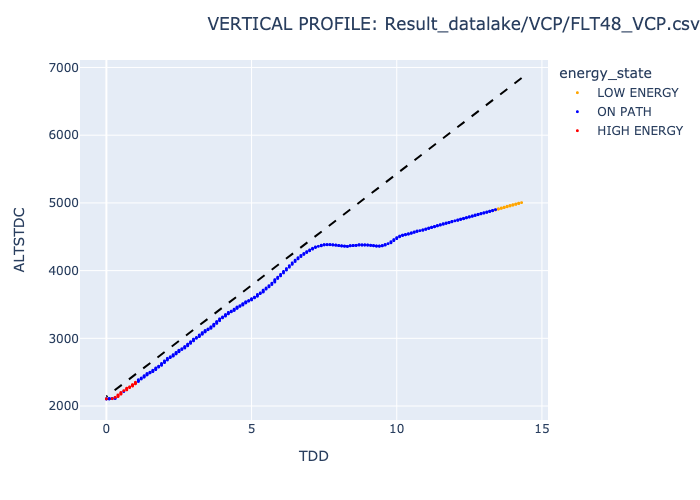 VERTICAL PROFILE: Result_datalake/VCP/FLT48_VCP.csv
energy_state
LOW ENERGY
ON PATH
HIGH ENERGY
ALTSTDC
7000
6000
5000
4000
3000
2000
0
5
10
15
TDD